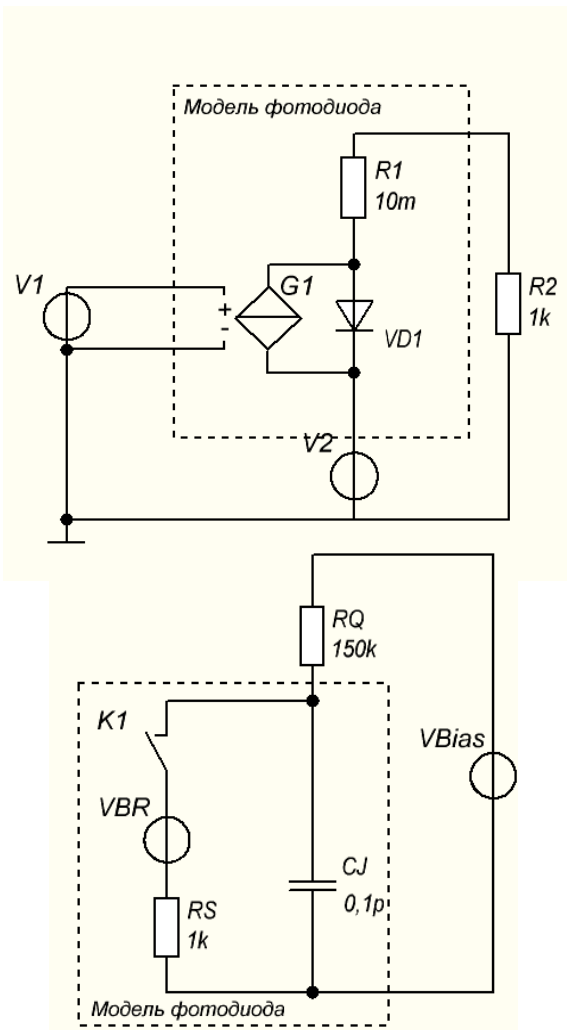 Модель фотодиода
R1
10m
V1
+
G1
-
VD1
R2
1k
V2
RQ
150k
K1
VBias
VBR
CJ
0,1p
RS
1k
Модель фотодиода